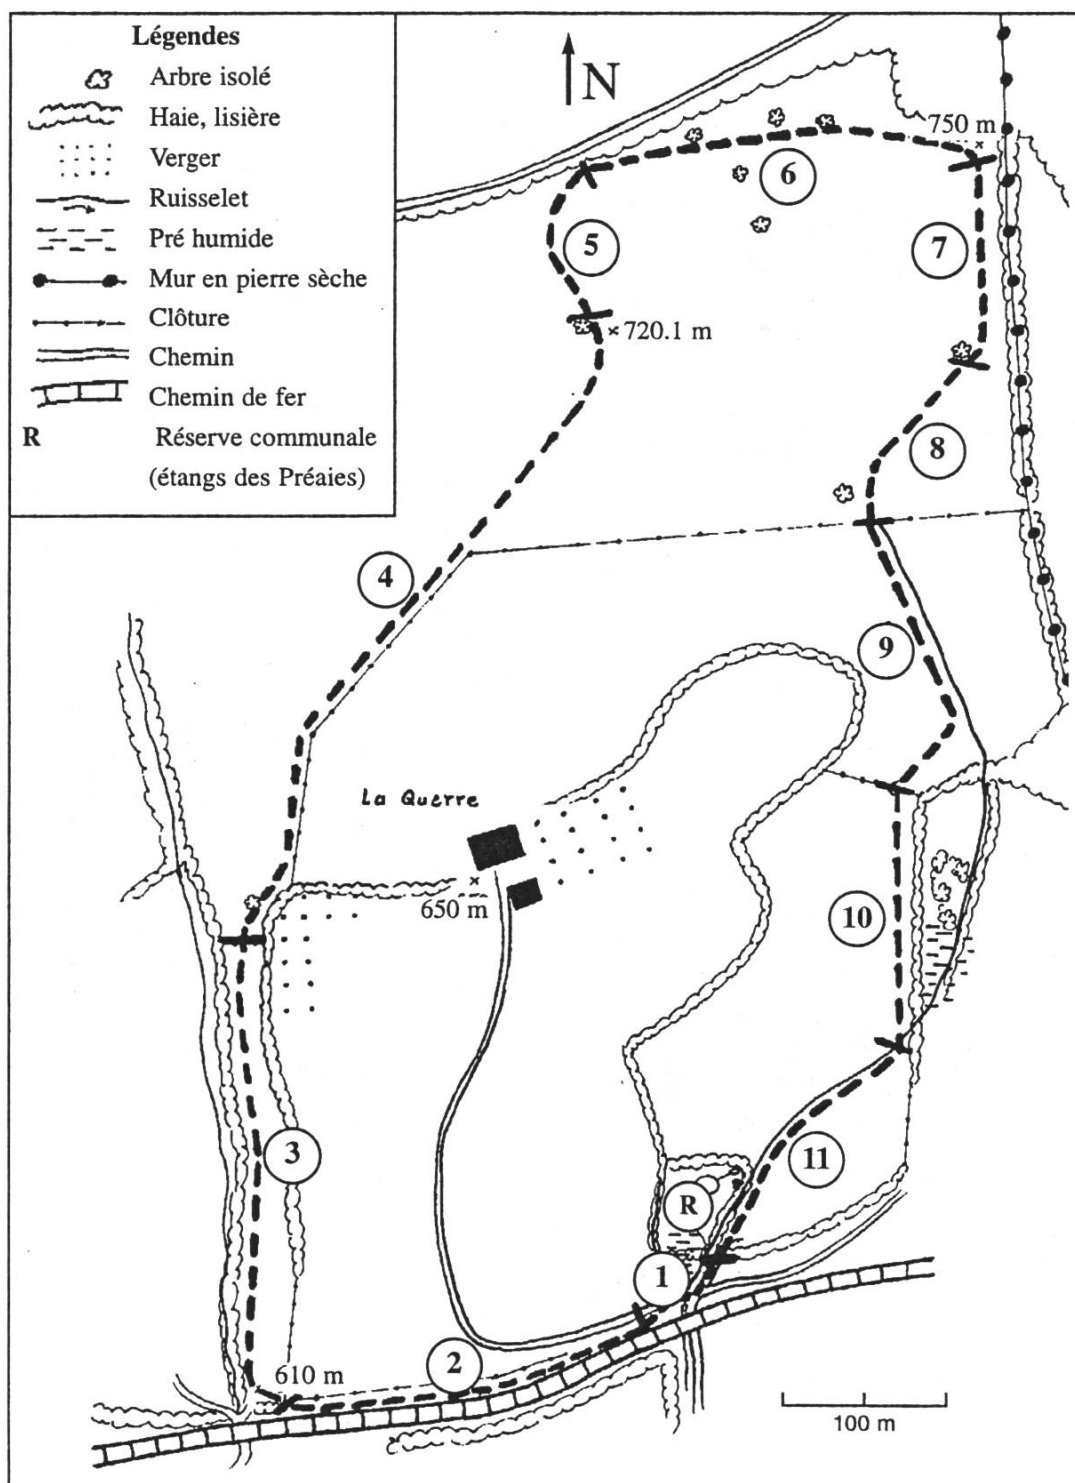 Légendes
Arbre isolé
Haie, lisière
Verger
Ruisselet
Pré humide
Mur en pierre sèche
Clôture
Chemin
Chemin de fer
R Réserve communale
(étangs des Préaies)
N
750 m
6
5
7
720.1 m
8
4
9
La Querre
650 m
10
3
11
R
1
2
610 m
100 m